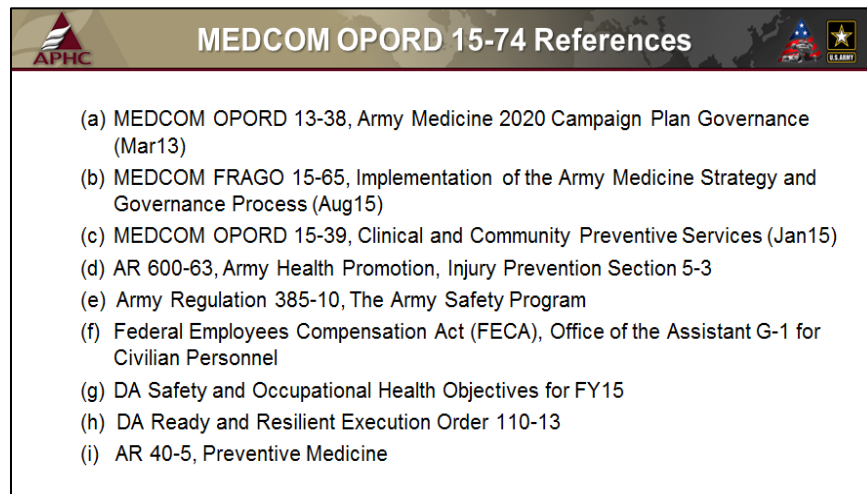 APHC
MEDCOM OPORD 15-74 References
U.S.ARMY
(a) MEDCOM OPORD 13-38, Army Medicine 2020 Campaign Plan Governance
(Mar13)
(b) MEDCOM FRAGO 15-65, Implementation of the Army Medicine Strategy and
Governance Process (Aug15)
(c) MEDCOM OPORD 15-39, Clinical and Community Preventive Services (Jan15)
(d) AR 600-63, Army Health Promotion, Injury Prevention Section 5-3
(e) Army Regulation 385-10, The Army Safety Program
(f) Federal Employees Compensation Act (FECA), Office of the Assistant G-1 for
Civilian Personnel
(g) DA Safety and Occupational Health Objectives for FY15
(h) DA Ready and Resilient Execution Order 110-13
(i) AR 40-5, Preventive Medicine